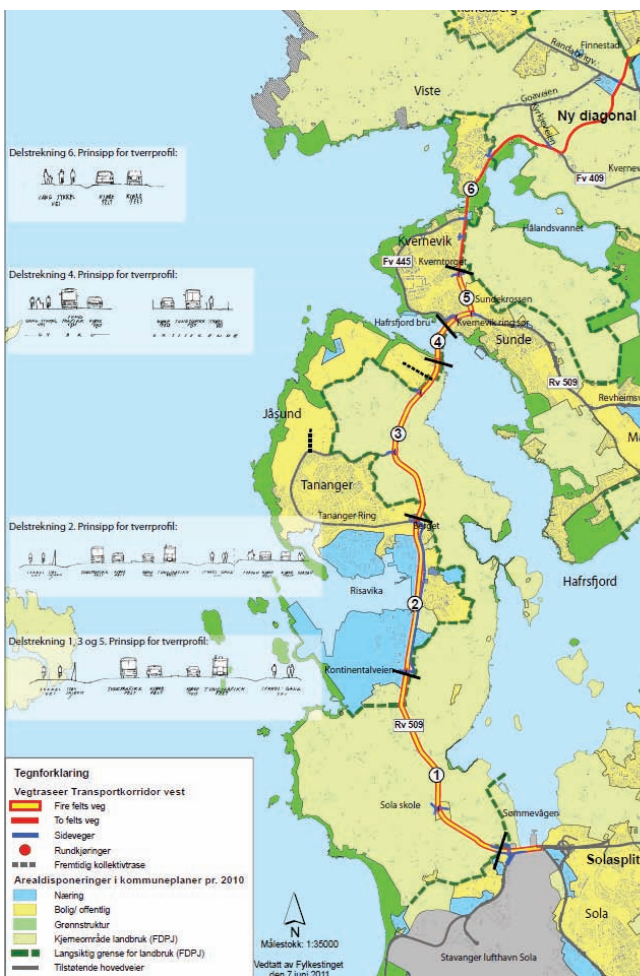 Randaberg
Finnestad
Viste
Goaveien
Kyrkjeveien
Ny diagonal
Delstrekning 6. Prinsipp for tverrprofil:
6
Fv 409
Hålandsvannet
Kvernevik
Fv 445
Kverntorget
Delstrekning 4. Prinsipp for tverrprofil:
5
Sundekrossen
Hafrsfjord bru
Kvernevik ring sør
4
Sunde
Rv 509
Jåsund
3
Tananger
Tananger Ring
Delstrekning 2. Prinsipp for tverrprofil:
Risavika
Hafrsfjord
2
Delstrekning 1, 3 og 5. Prinsipp for tverrprofil:
Kontinentalveien
Rv 509
1
Sola skole
Sømmevågen
Solasplit
Sola
Stavanger lufthavn Sola
Tegnforklaring
Vegtraseer Transportkorridor vest
Fire felts veg
To felts veg
Sideveger
Rundkjøringer
Fremtidig kollektivtrase
Arealdisponeringer i kommuneplaner pr. 2010
Næring
Bolig/ offentlig
Grønnstruktur
Kjerneområde landbruk (FDPJ)
Langsiktig grense for landbruk (FDPJ)
Tilstøtende hovedveier
N
Målestokk: 1:35000
Vedtatt av Fylkestinget
den 7 juni 2011